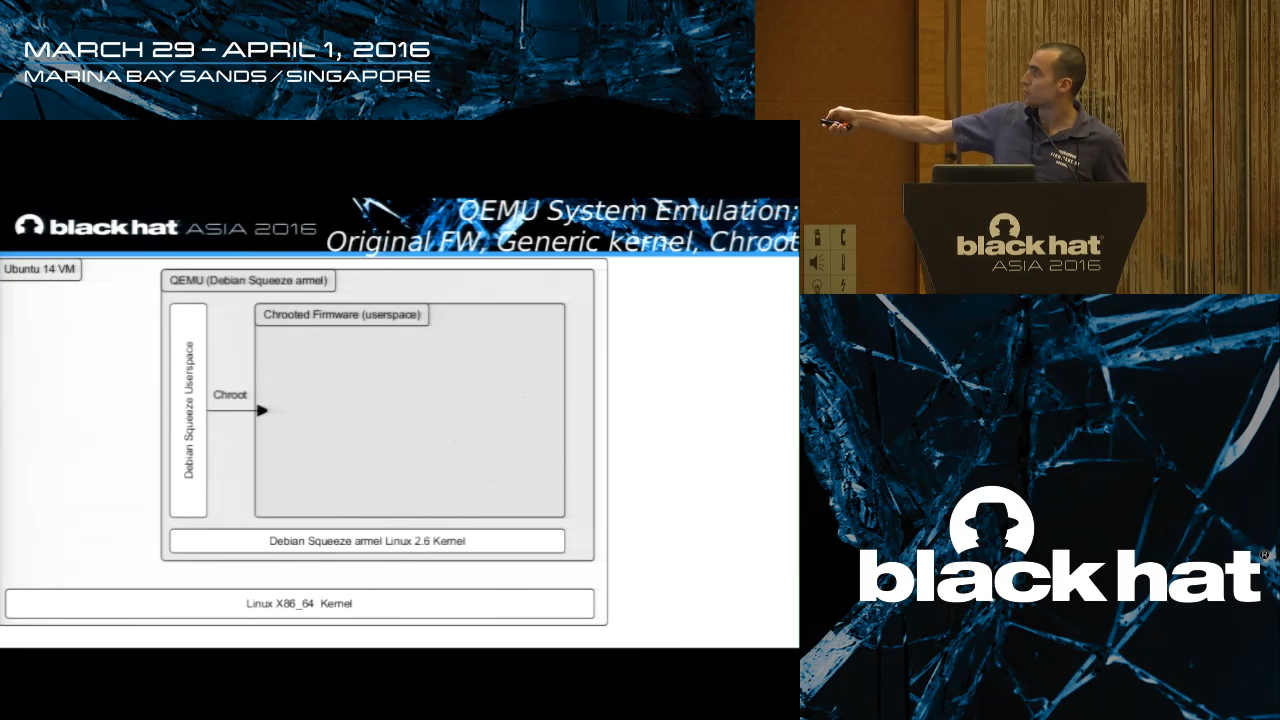 MARCH 29 – APRIL 1, 2016
MARINA BAY SANDS / SINGAPORE
black hat ASIA 2016
QEMU System Emulation:
Original FW, Generic kernel, Chroot
Ubuntu 14 VM
QEMU (Debian Squeeze armel)
Chrooted Firmware (userspace)
Debian Squeeze Userspace
Chroot
Debian Squeeze armel Linux 2.6 Kernel
Linux X86_64 Kernel
black hat
ASIA 2016
black hat®